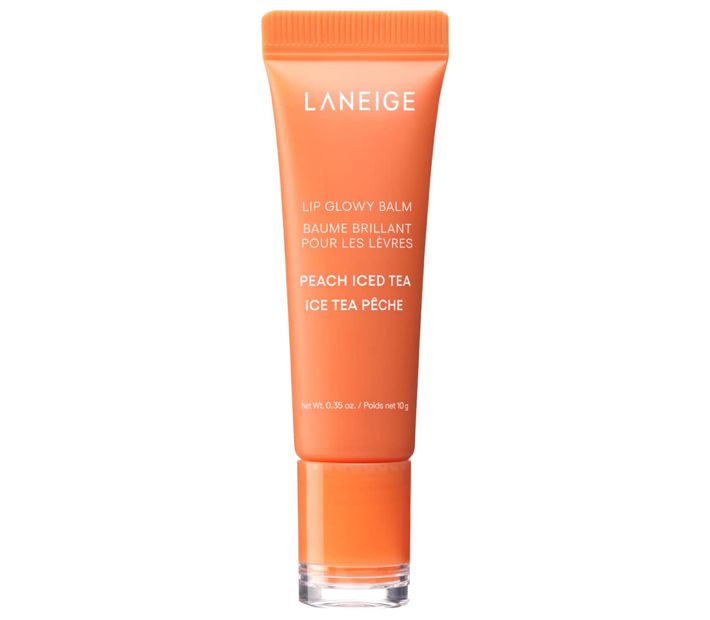 LANEIGE
LIP GLOWY BALM
BAUME BRILLANT
POUR LES LÈVRES
PEACH ICED TEA
ICE TEA PÊCHE
Net Wt. 0.35 oz. / Poids net 10 g